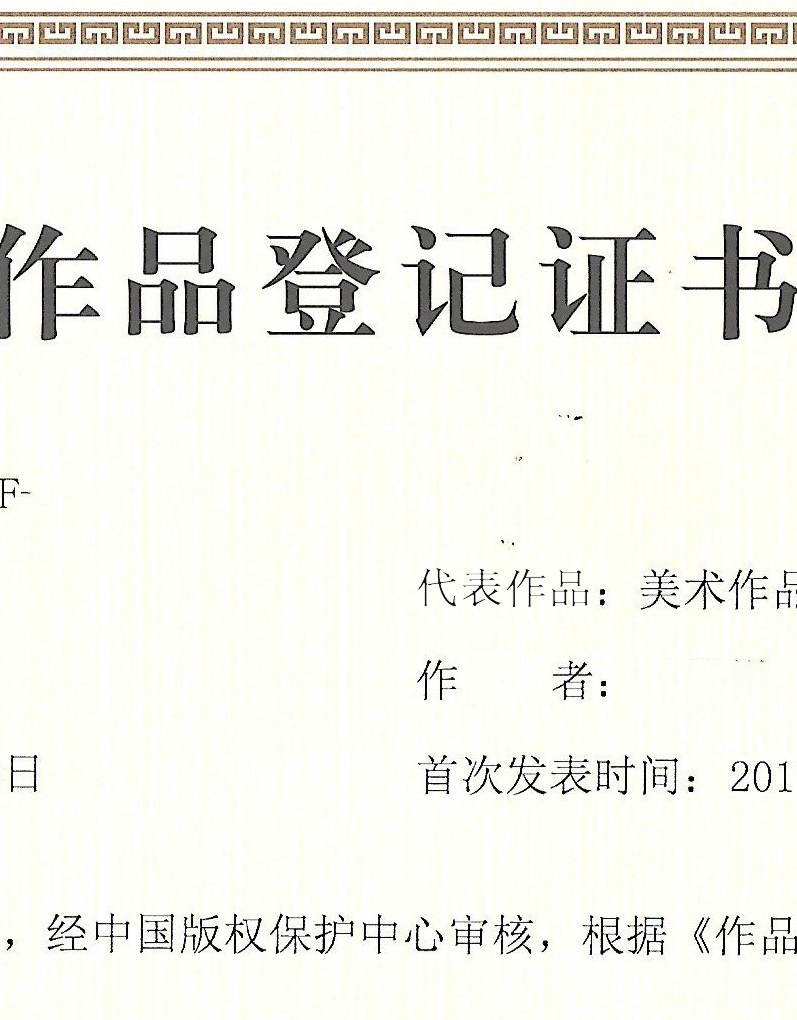 作品登记证书
F-
代表作品：美术作品
作　　者：
日　首次发表时间：201
，经中国版权保护中心审核，根据《作品